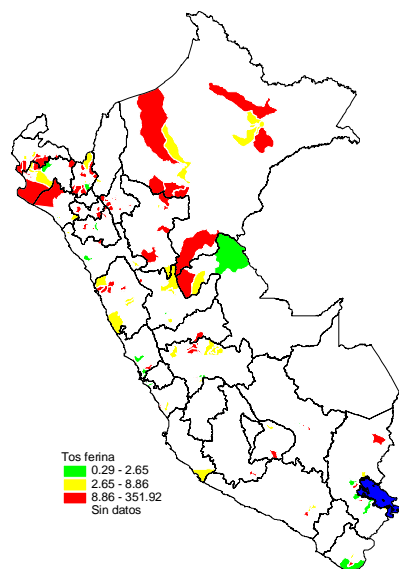 Tos ferina
0.29 - 2.65
2.65 - 8.86
8.86 - 351.92
Sin datos